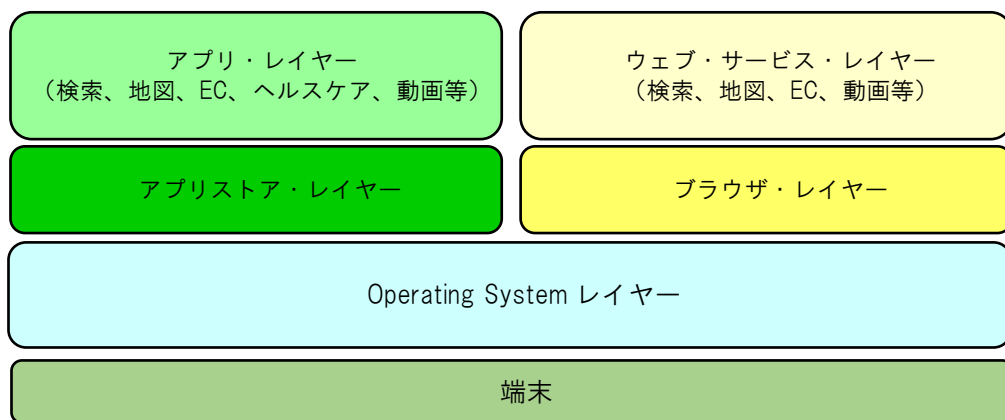 アプリ・レイヤー
（検索、地図、EC、ヘルスケア、動画等）
ウェブ・サービス・レイヤー
（検索、地図、EC、動画等）
アプリストア・レイヤー
ブラウザ・レイヤー
Operating System レイヤー
端末